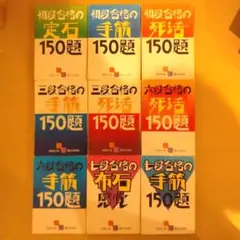 初段合格の
定石
150題
初段合格の
手筋
150題
初段合格の
死活
150題
三段合格の
手筋
150題
三段合格の
死活
150題
六段合格の
死活
150題
六段合格の
手筋
150題
七段合格の
布石
七段合格の
手筋
150題